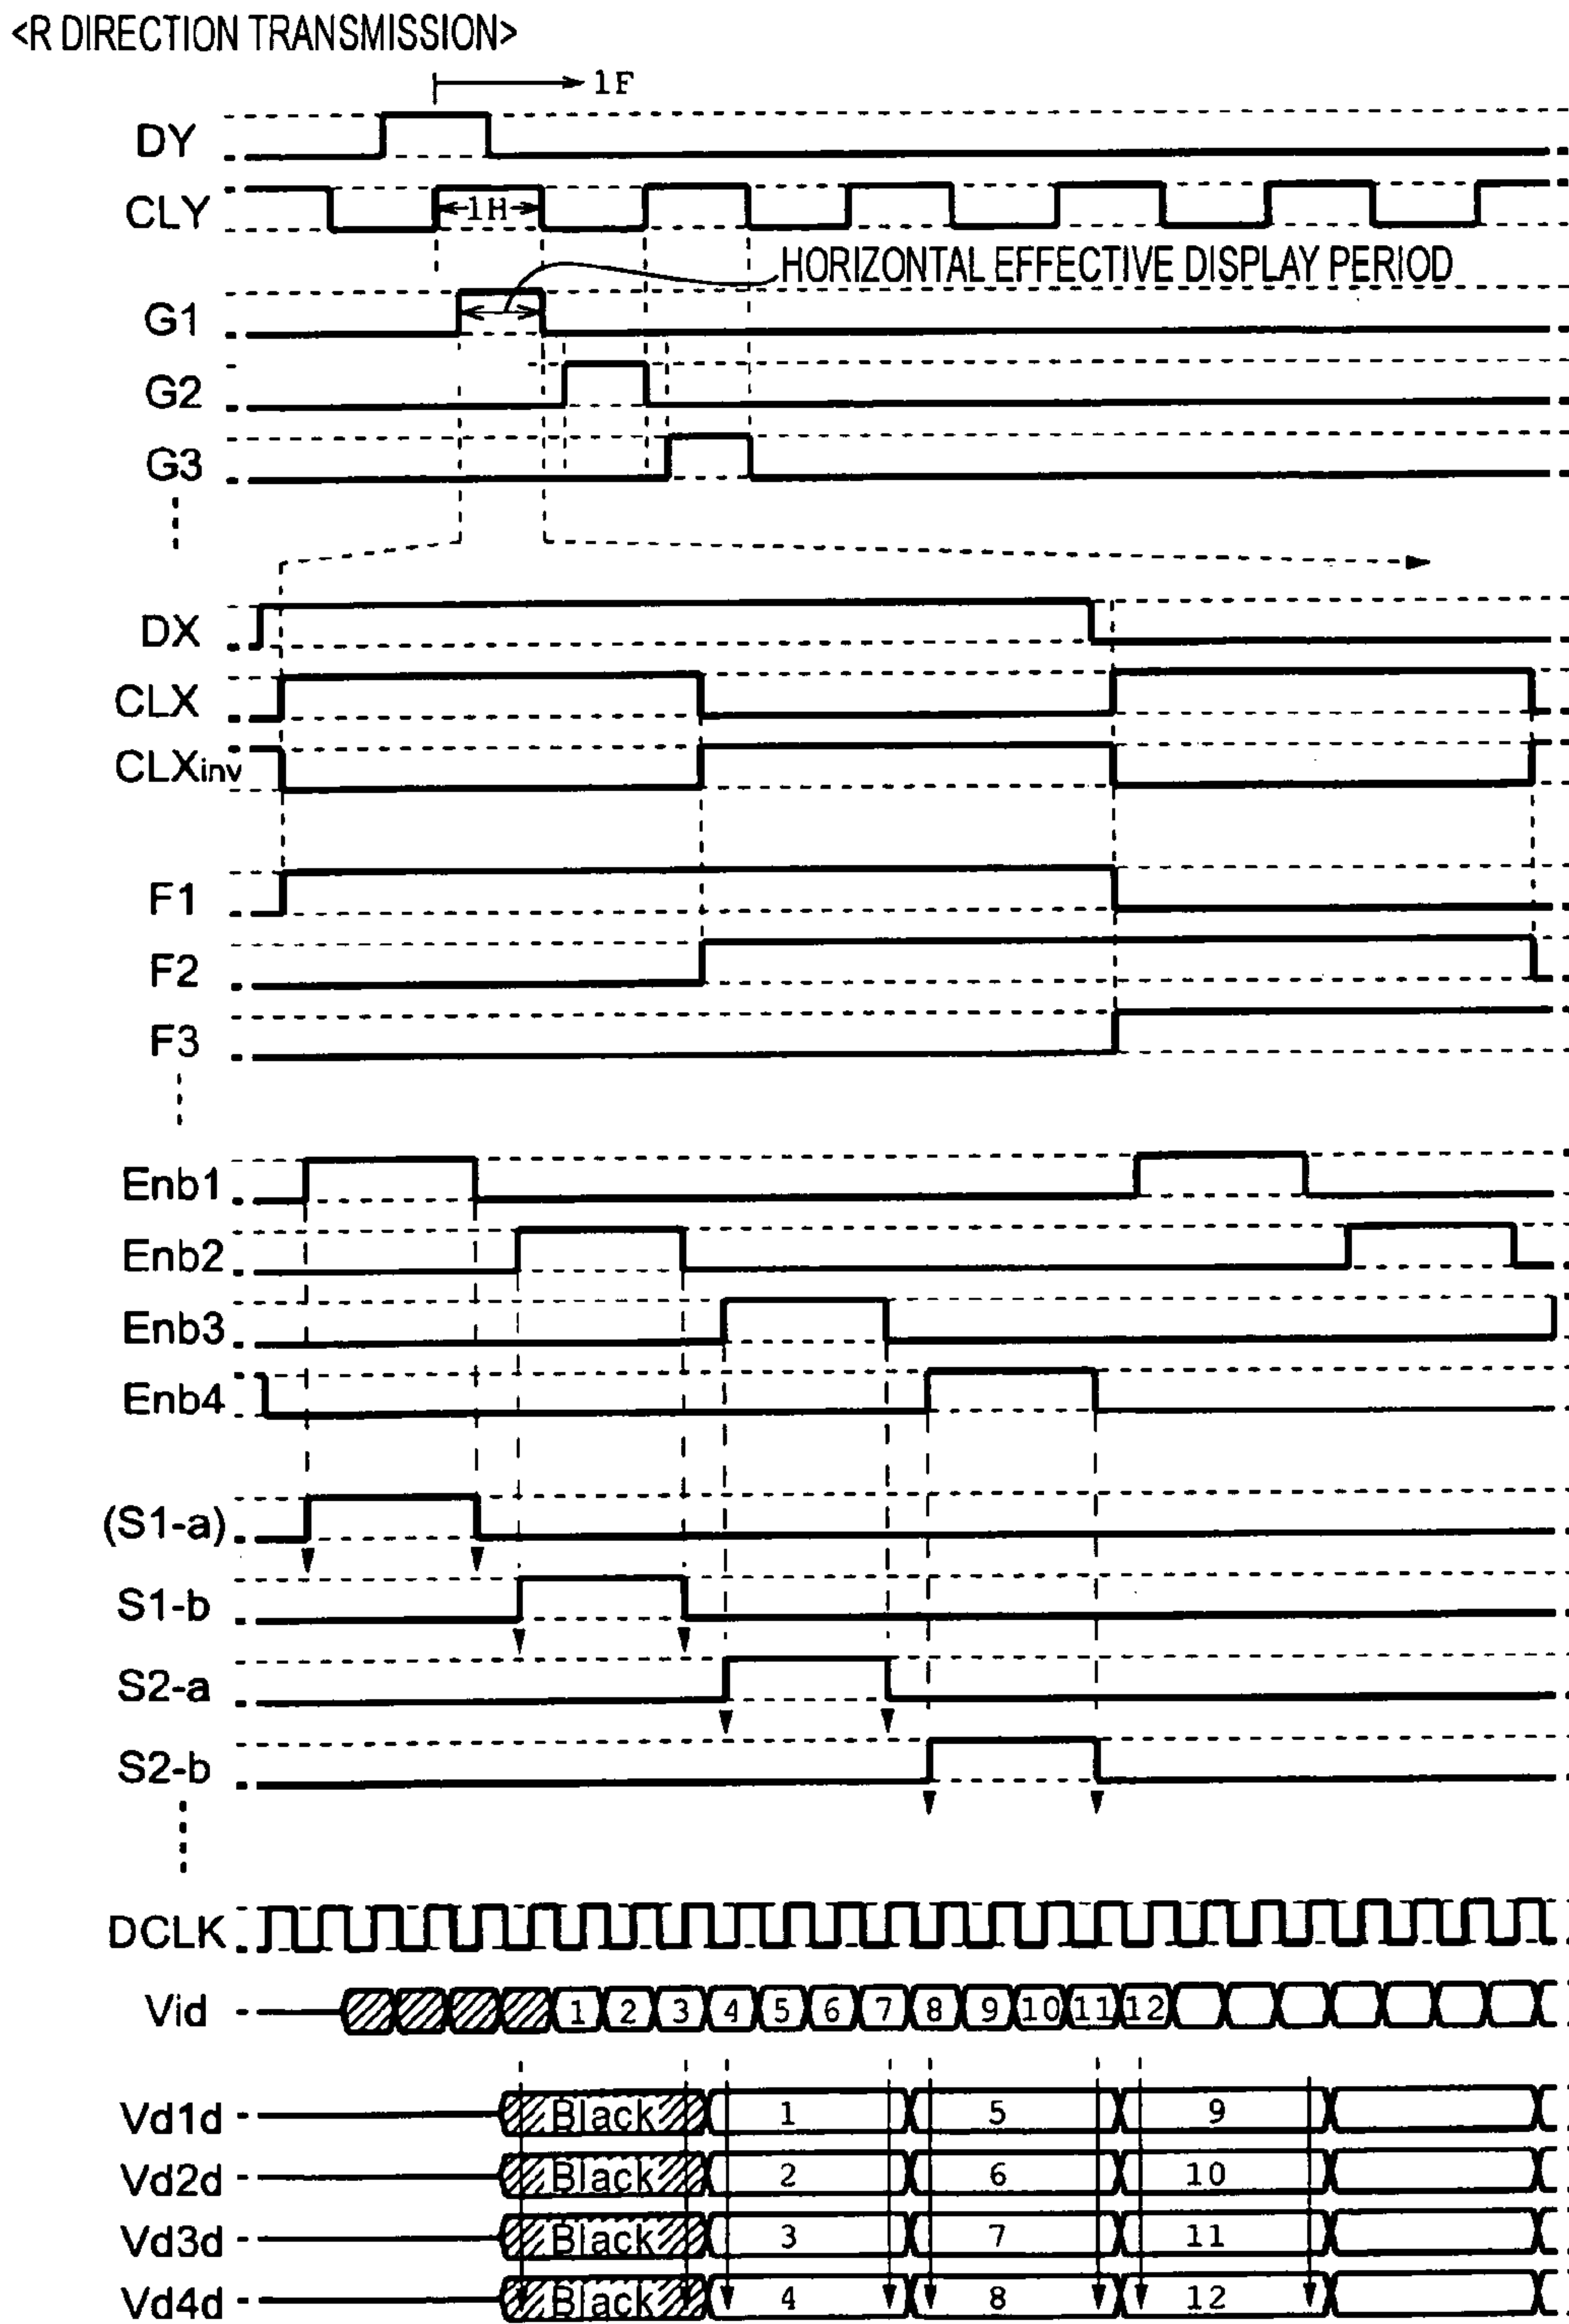 <R DIRECTION TRANSMISSION>
1F
DY
CLY
1H
HORIZONTAL EFFECTIVE DISPLAY PERIOD
G1
G2
G3
DX
CLX
CLXinv
F1
F2
F3
Enb1
Enb2
Enb3
Enb4
(S1-a)
S1-b
S2-a
S2-b
DCLK
Vid 1 2 3 4 5 6 7 8 9 10 11 12
Vd1d Black 1 5 9
Vd2d Black 2 6 10
Vd3d Black 3 7 11
Vd4d Black 4 8 12